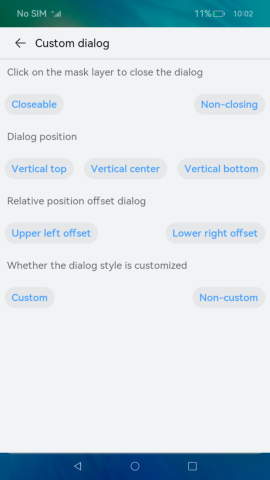 No SIM 11% 10:02
Custom dialog
Click on the mask layer to close the dialog
Closeable Non-closing
Dialog position
Vertical top Vertical center Vertical bottom
Relative position offset dialog
Upper left offset Lower right offset
Whether the dialog style is customized
Custom Non-custom